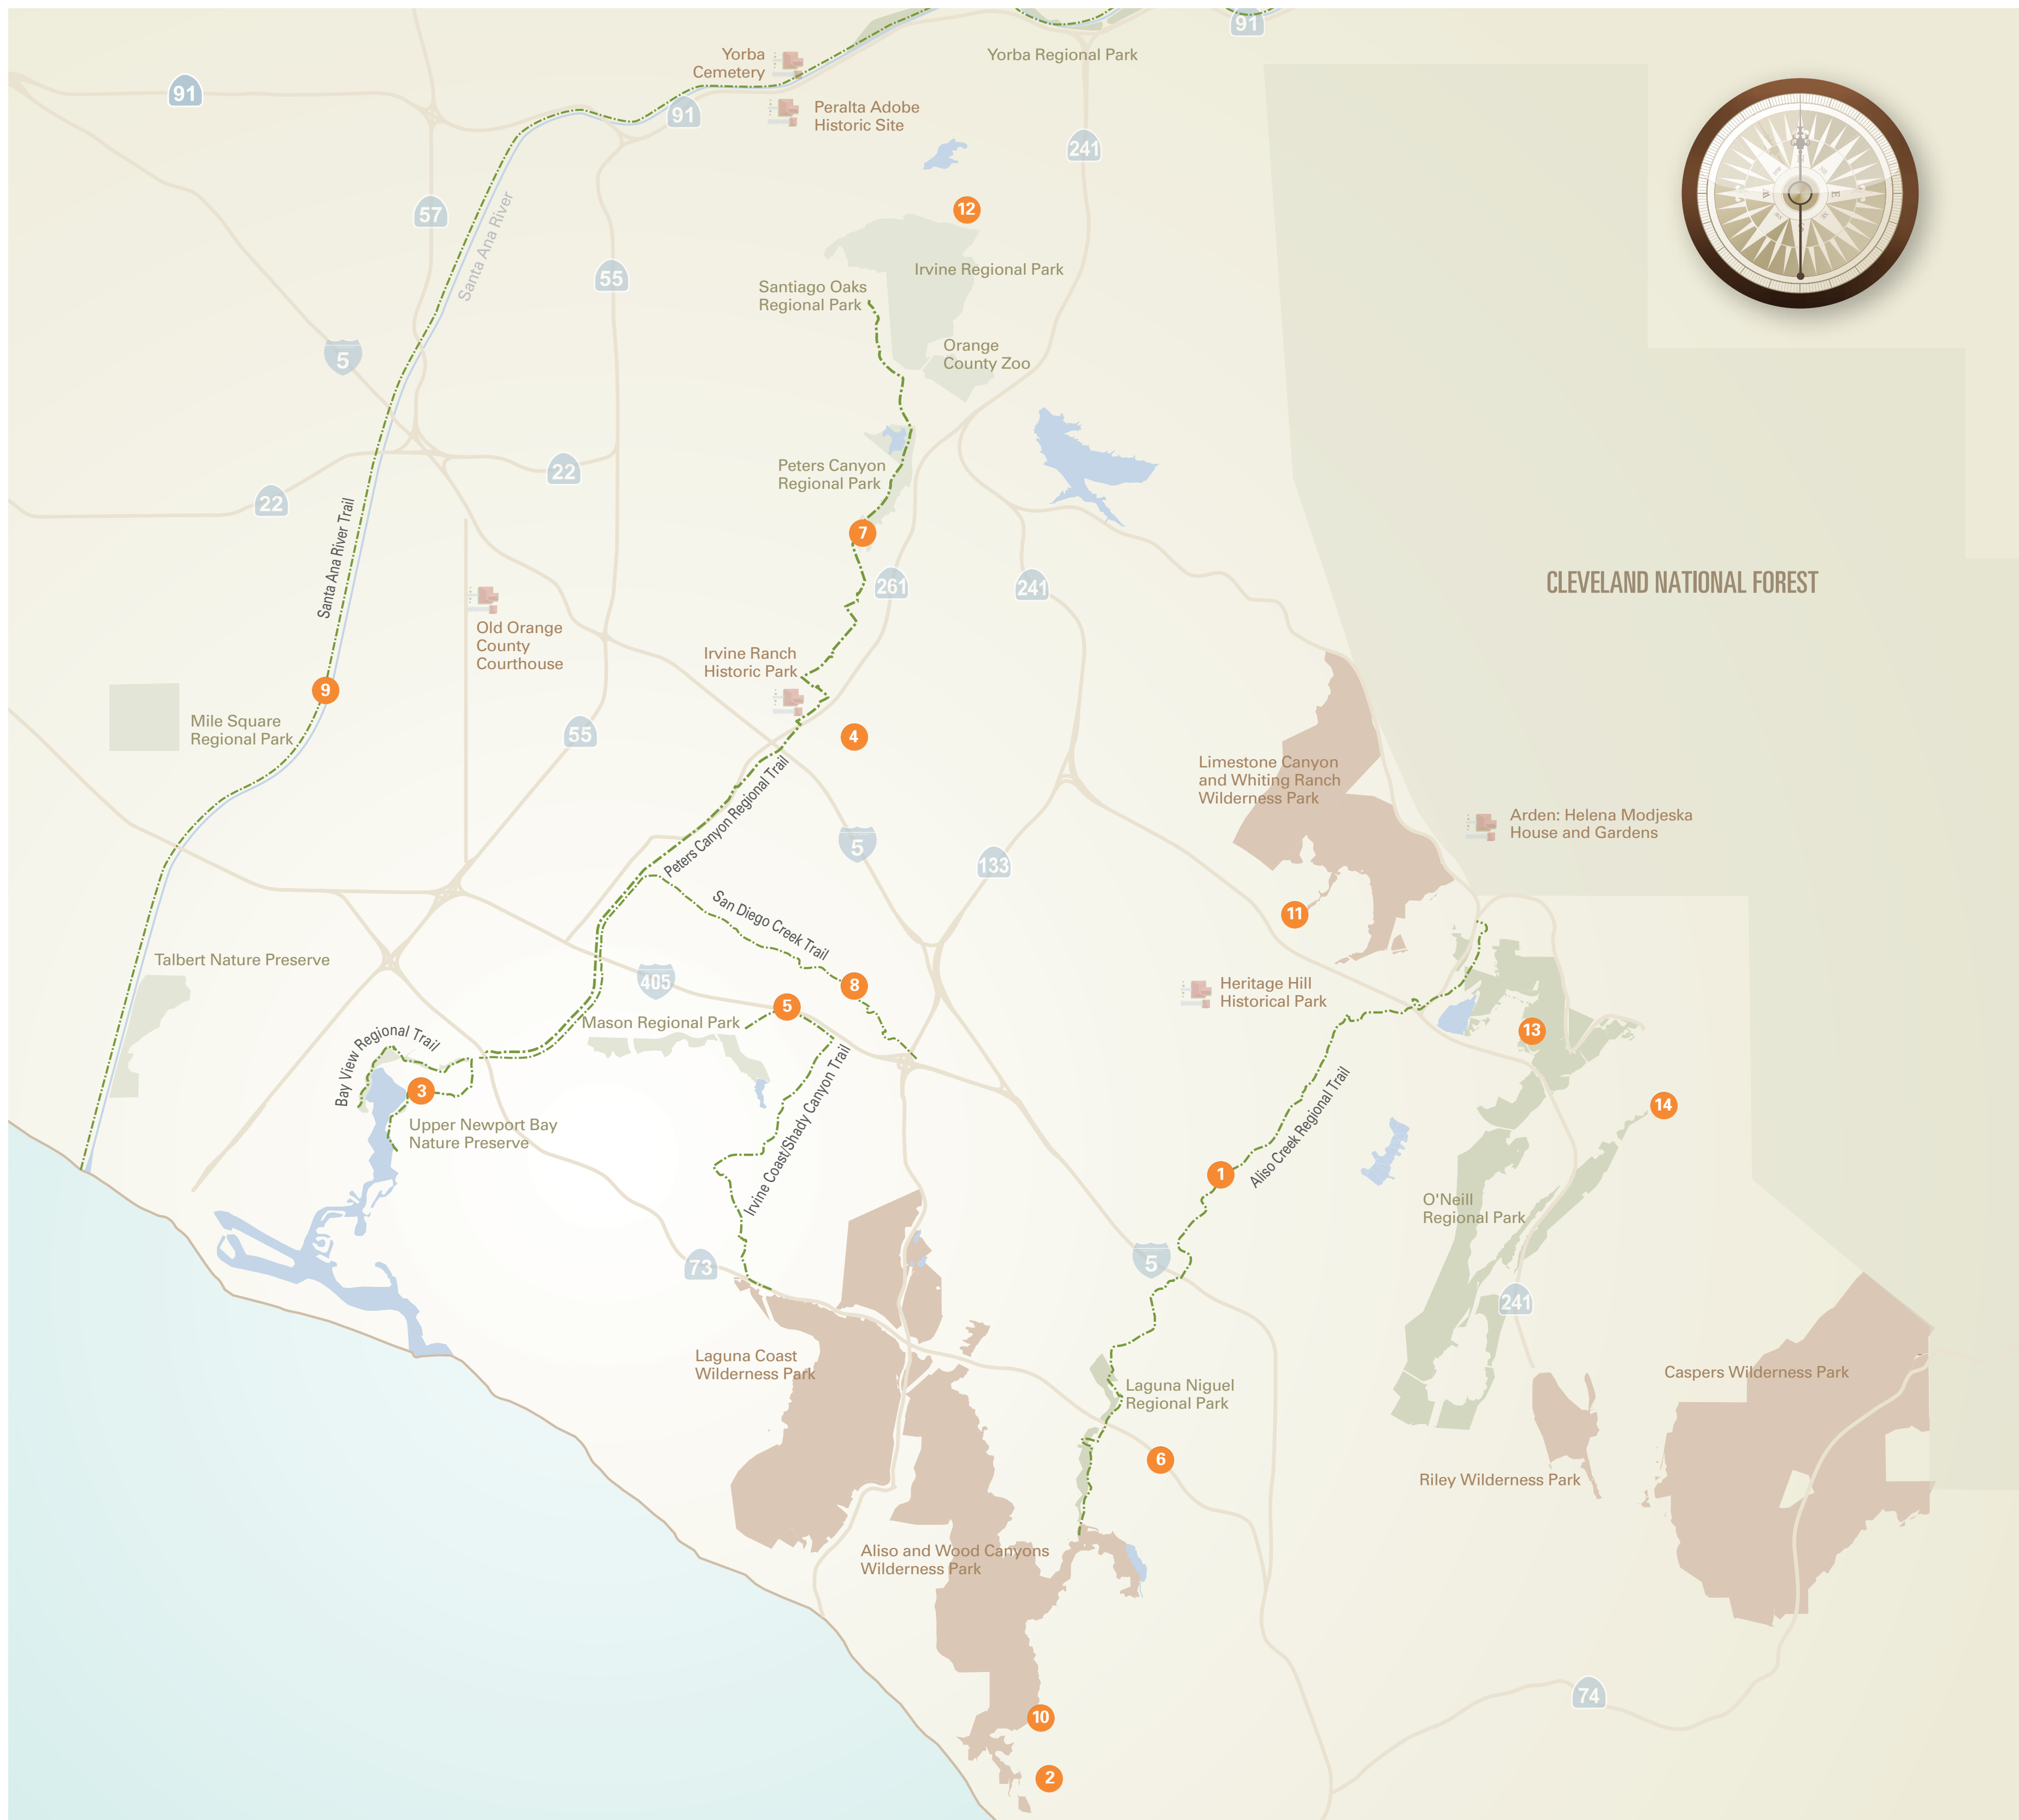 91
Yorba
Cemetery
Yorba Regional Park
91
91
Peralta Adobe
Historic Site
241
57
Santa Ana River
55
12
Irvine Regional Park
Santiago Oaks
Regional Park
5
Orange
County Zoo
22
22
Peters Canyon
Regional Park
7
Santa Ana River Trail
261
241
CLEVELAND NATIONAL FOREST
Old Orange
County
Courthouse
Irvine Ranch
Historic Park
9
Mile Square
Regional Park
55
4
Limestone Canyon
and Whiting Ranch
Wilderness Park
Peters Canyon Regional Trail
5
133
Arden: Helena Modjeska
House and Gardens
San Diego Creek Trail
11
Talbert Nature Preserve
405
8
5
Heritage Hill
Historical Park
Mason Regional Park
13
Bay View Regional Trail
3
Irvine Coast/Shady Canyon Trail
Aliso Creek Regional Trail
14
Upper Newport Bay
Nature Preserve
1
O'Neill
Regional Park
73
5
241
Laguna Coast
Wilderness Park
Laguna Niguel
Regional Park
Caspers Wilderness Park
6
Riley Wilderness Park
Aliso and Wood Canyons
Wilderness Park
10
74
2